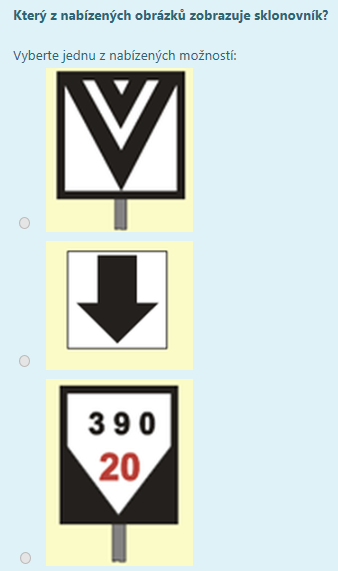 Který z nabízených obrázků zobrazuje sklonovník?
Vyberte jednu z nabízených možností:
390
20